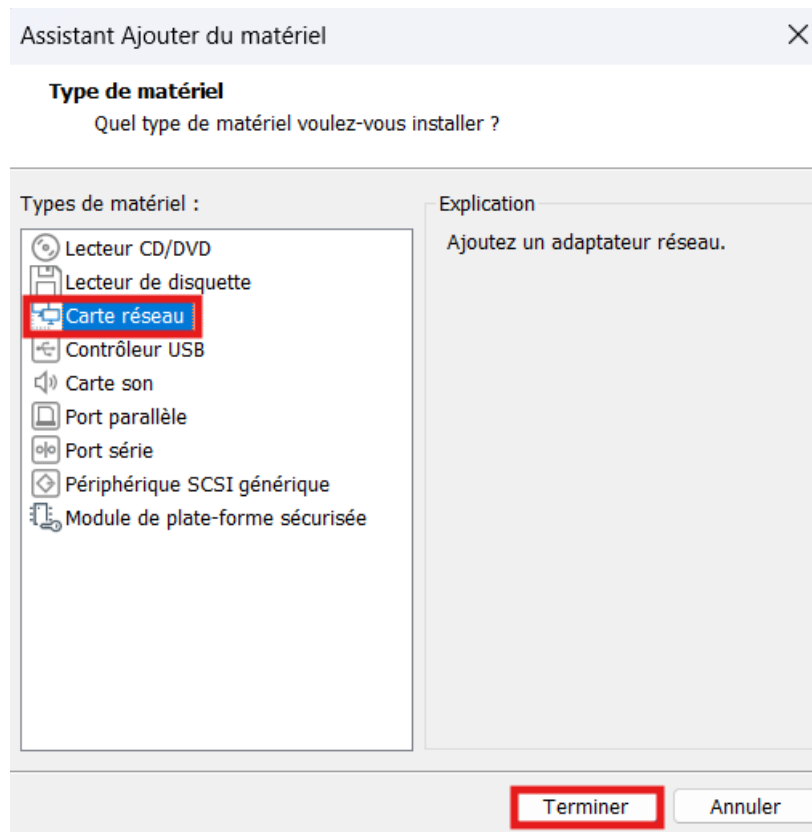 Assistant Ajouter du matériel
Type de matériel
Quel type de matériel voulez-vous installer ?
Types de matériel :
Lecteur CD/DVD
Lecteur de disquette
Carte réseau
Contrôleur USB
Carte son
Port parallèle
Port série
Périphérique SCSI générique
Module de plate-forme sécurisée
Explication
Ajoutez un adaptateur réseau.
Terminer
Annuler